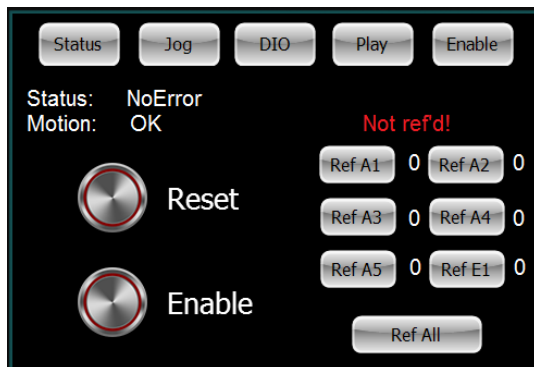 Status Jog DIO Play Enable
Status: NoError
Motion: OK
Not ref'd!
Ref A1 0 Ref A2 0
Reset
Ref A3 0 Ref A4 0
Ref A5 0 Ref E1 0
Enable
Ref All